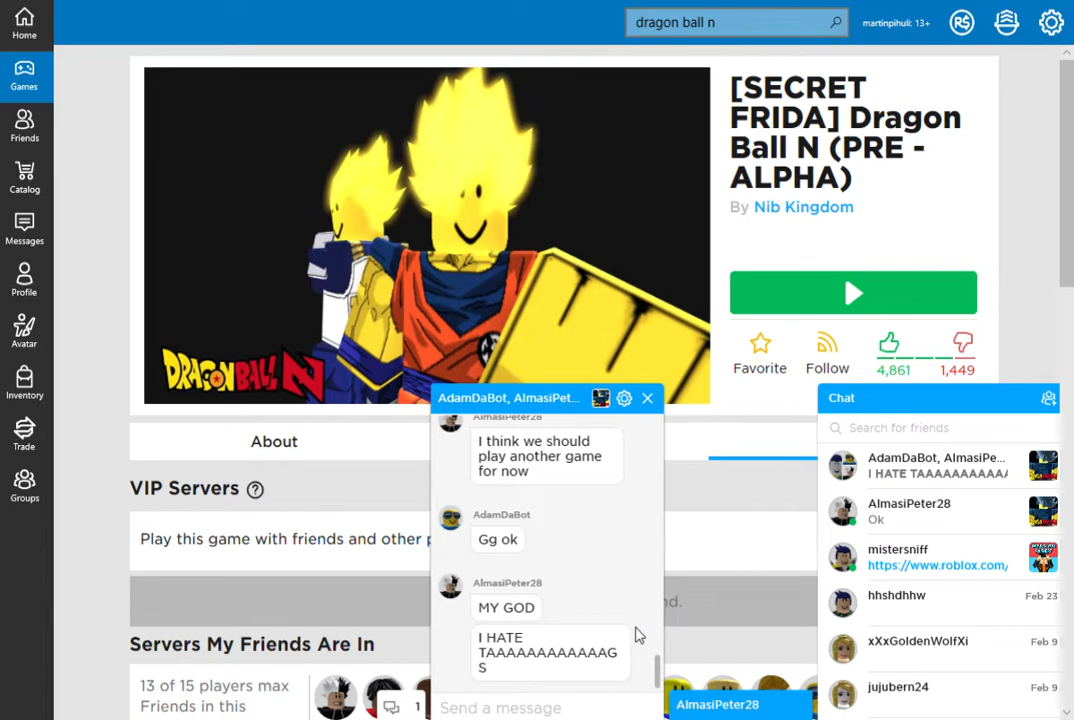 dragon ball n
martinpihuli: 13+
R$
Home
Games
Friends
Catalog
Messages
Profile
Avatar
Inventory
Trade
Groups
DRAGON BALL N
[SECRET
FRIDA] Dragon
Ball N (PRE -
ALPHA)
By Nib Kingdom
Favorite
Follow
4,861
1,449
About
VIP Servers ?
Play this game with friends and other p
nd.
Servers My Friends Are In
13 of 15 players max
Friends in this
1
AdamDaBot, AlmasiPet...
AlmasiPeter28
I think we should
play another game
for now
AdamDaBot
Gg ok
AlmasiPeter28
MY GOD
I HATE
TAAAAAAAAAAAAG
S
Send a message
AlmasiPeter28
Chat
Search for friends
AdamDaBot, AlmasiPe...
I HATE TAAAAAAAAAAA
AlmasiPeter28
Ok
mistersniff
https://www.roblox.com/
hhshdhhw
Feb 23
xXxGoldenWolfXi
Feb 9
jujubern24
Feb 9